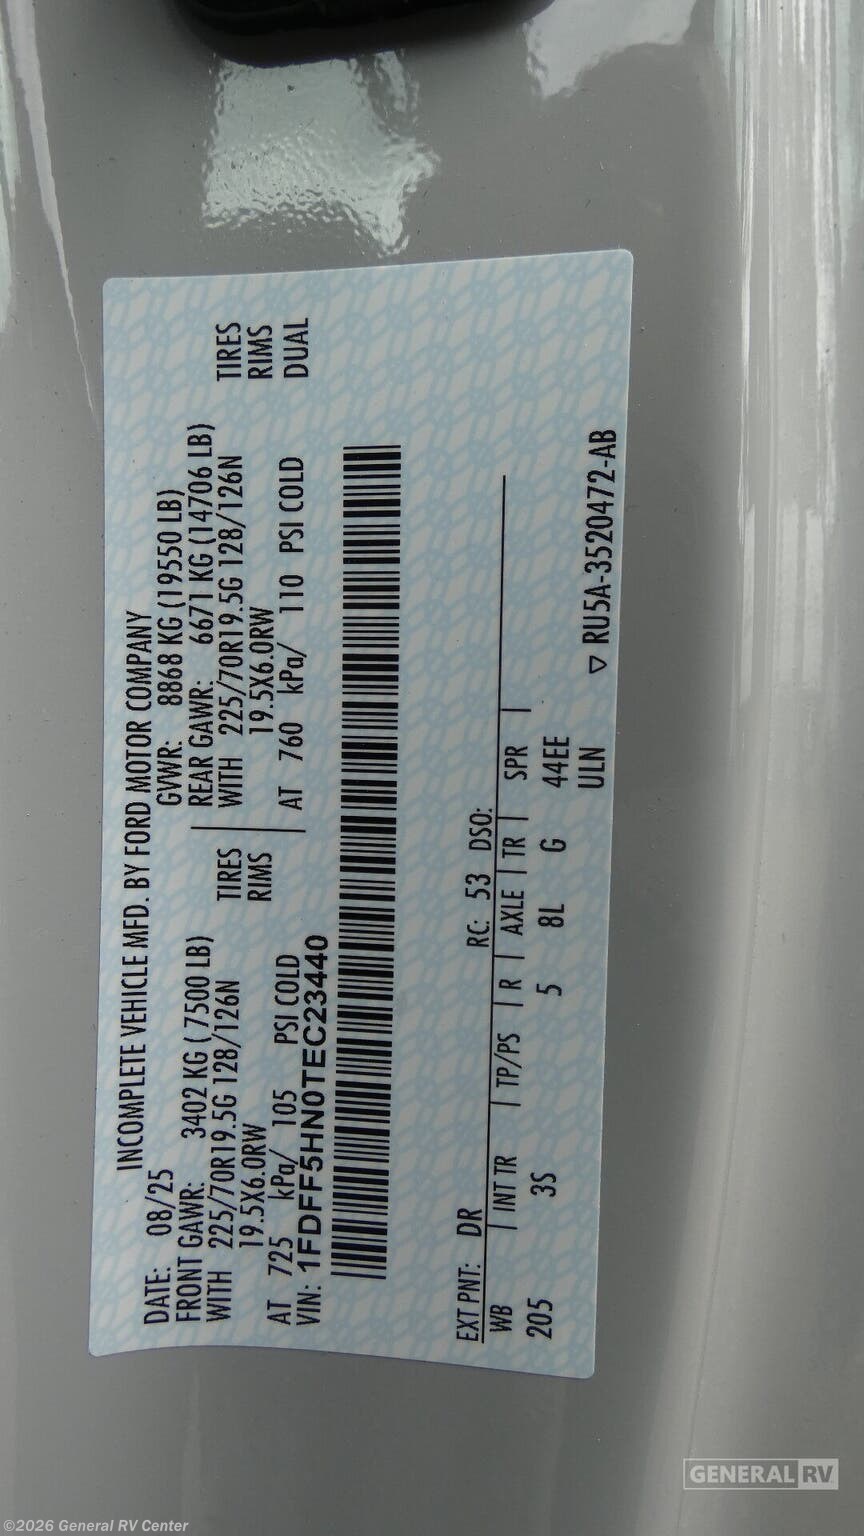 INCOMPLETE VEHICLE MFD. BY FORD MOTOR COMPANY
DATE: 08/25 GVWR: 8868 KG (19550 LB)
FRONT GAWR: 3402 KG ( 7500 LB) REAR GAWR: 6671 KG (14706 LB)
WITH 225/70R19.5G 128/126N TIRES WITH 225/70R19.5G 128/126N TIRES
19.5X6.0RW RIMS 19.5X6.0RW RIMS
AT 725 kPa/ 105 PSI COLD AT 760 kPa/ 110 PSI COLD DUAL
VIN: 1FDFF5HN0TEC23440
EXT PNT: DR RC: 53 DSO:
WB INT TR TP/PS R AXLE TR SPR
205 3S 5 8L G 44EE
ULN
▽ RU5A-3520472-AB
GENERAL RV
©2026 General RV Center